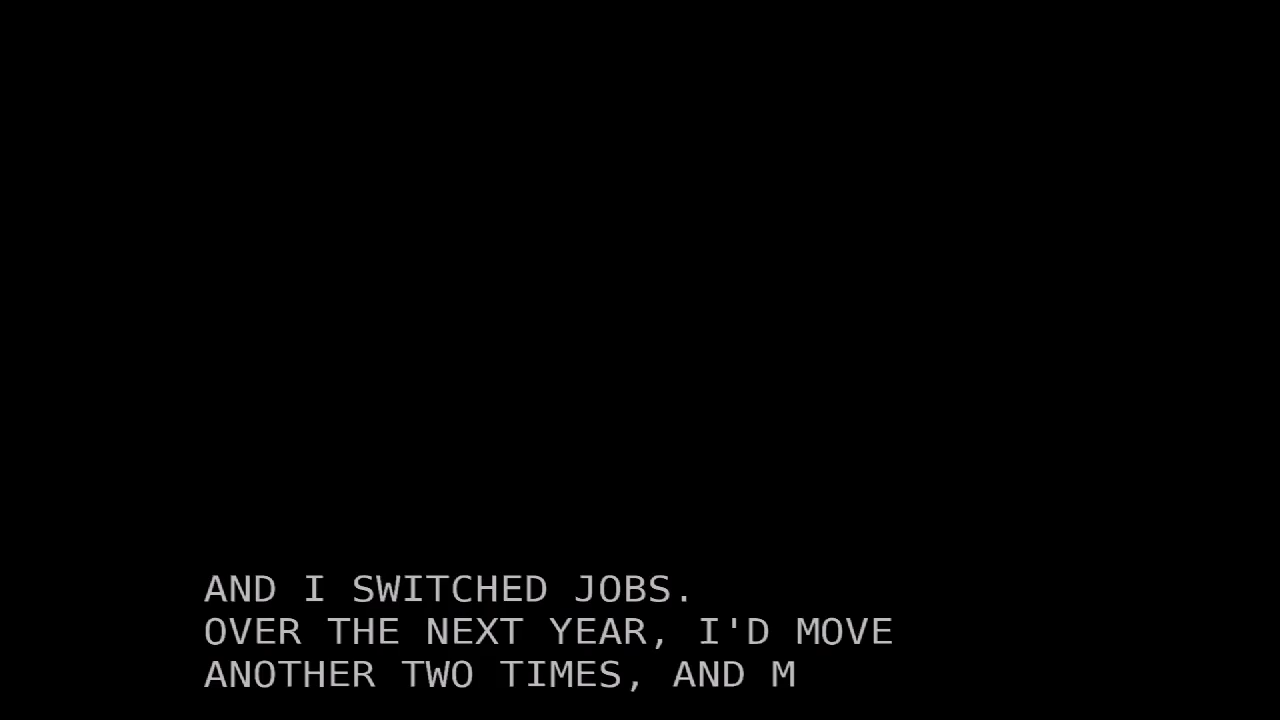 AND I SWITCHED JOBS.
OVER THE NEXT YEAR, I'D MOVE
ANOTHER TWO TIMES, AND M